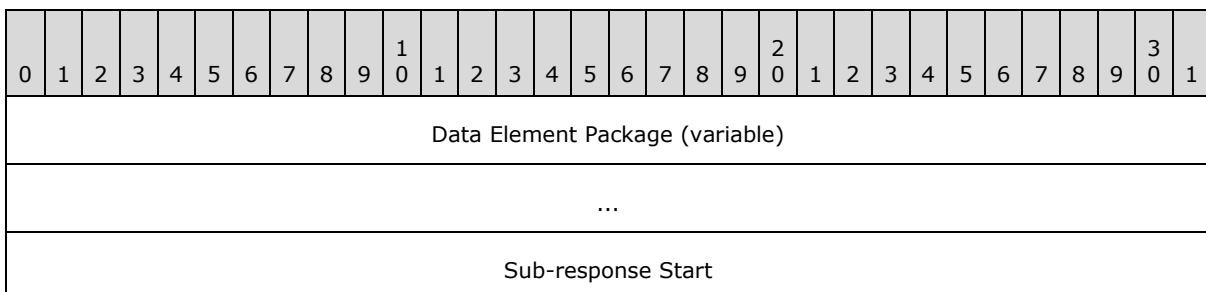 1 2 3
0 1 2 3 4 5 6 7 8 9 0 1 2 3 4 5 6 7 8 9 0 1 2 3 4 5 6 7 8 9 0 1
Data Element Package (variable)
...
Sub-response Start